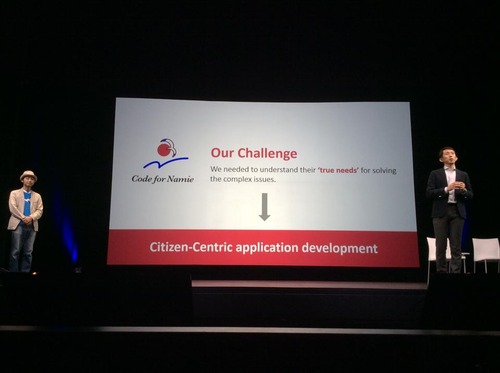 Our Challenge
We needed to understand their 'true needs' for solving
the complex issues.
Code for Namie
Citizen-Centric application development